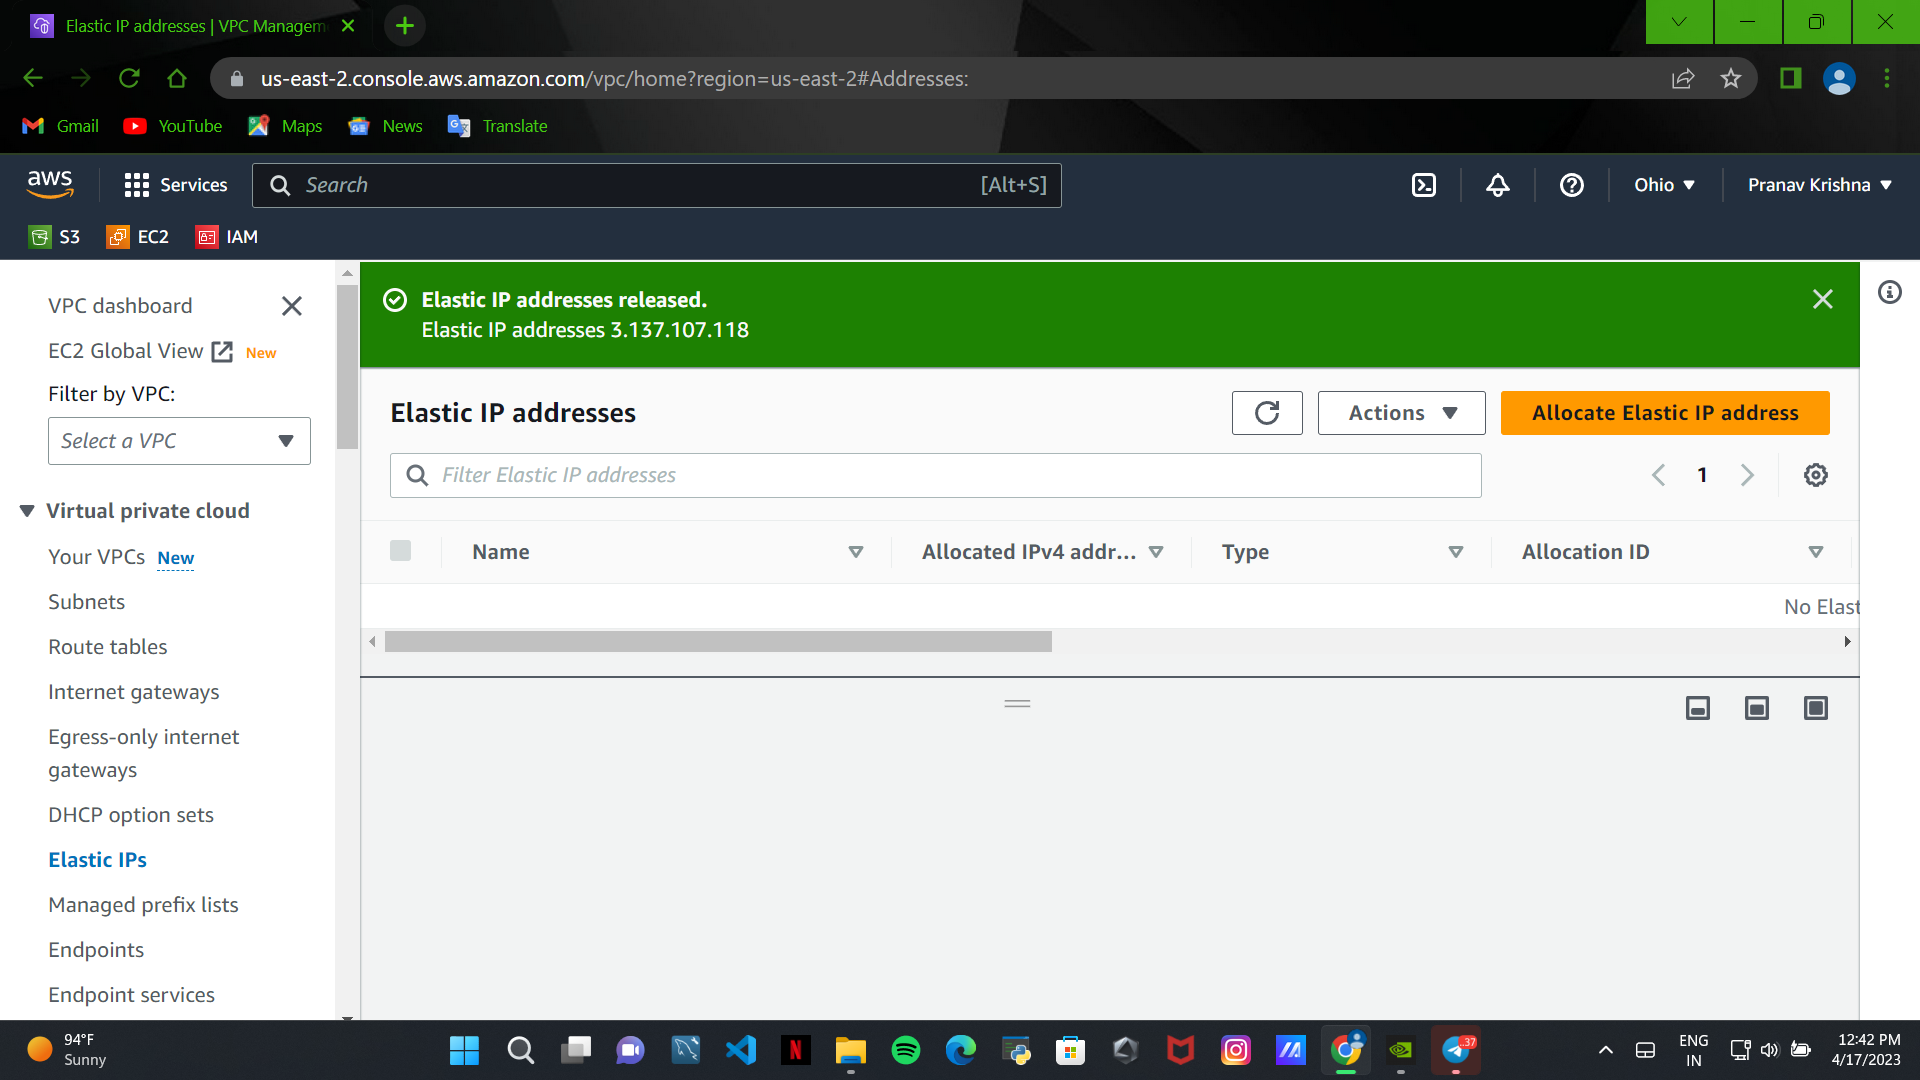 Elastic IP addresses | VPC Managem
us-east-2.console.aws.amazon.com/vpc/home?region=us-east-2#Addresses:
Gmail YouTube Maps News Translate
aws Services Search [Alt+S] Ohio Pranav Krishna
S3 EC2 IAM
VPC dashboard
EC2 Global View New
Filter by VPC:
Select a VPC
Virtual private cloud
Your VPCs New
Subnets
Route tables
Internet gateways
Egress-only internet
gateways
DHCP option sets
Elastic IPs
Managed prefix lists
Endpoints
Endpoint services
Elastic IP addresses released.
Elastic IP addresses 3.137.107.118
Elastic IP addresses
Actions
Allocate Elastic IP address
Filter Elastic IP addresses
1
Name Allocated IPv4 addr... Type Allocation ID
No Elast
94°F
Sunny
..37
ENG
IN
12:42 PM
4/17/2023